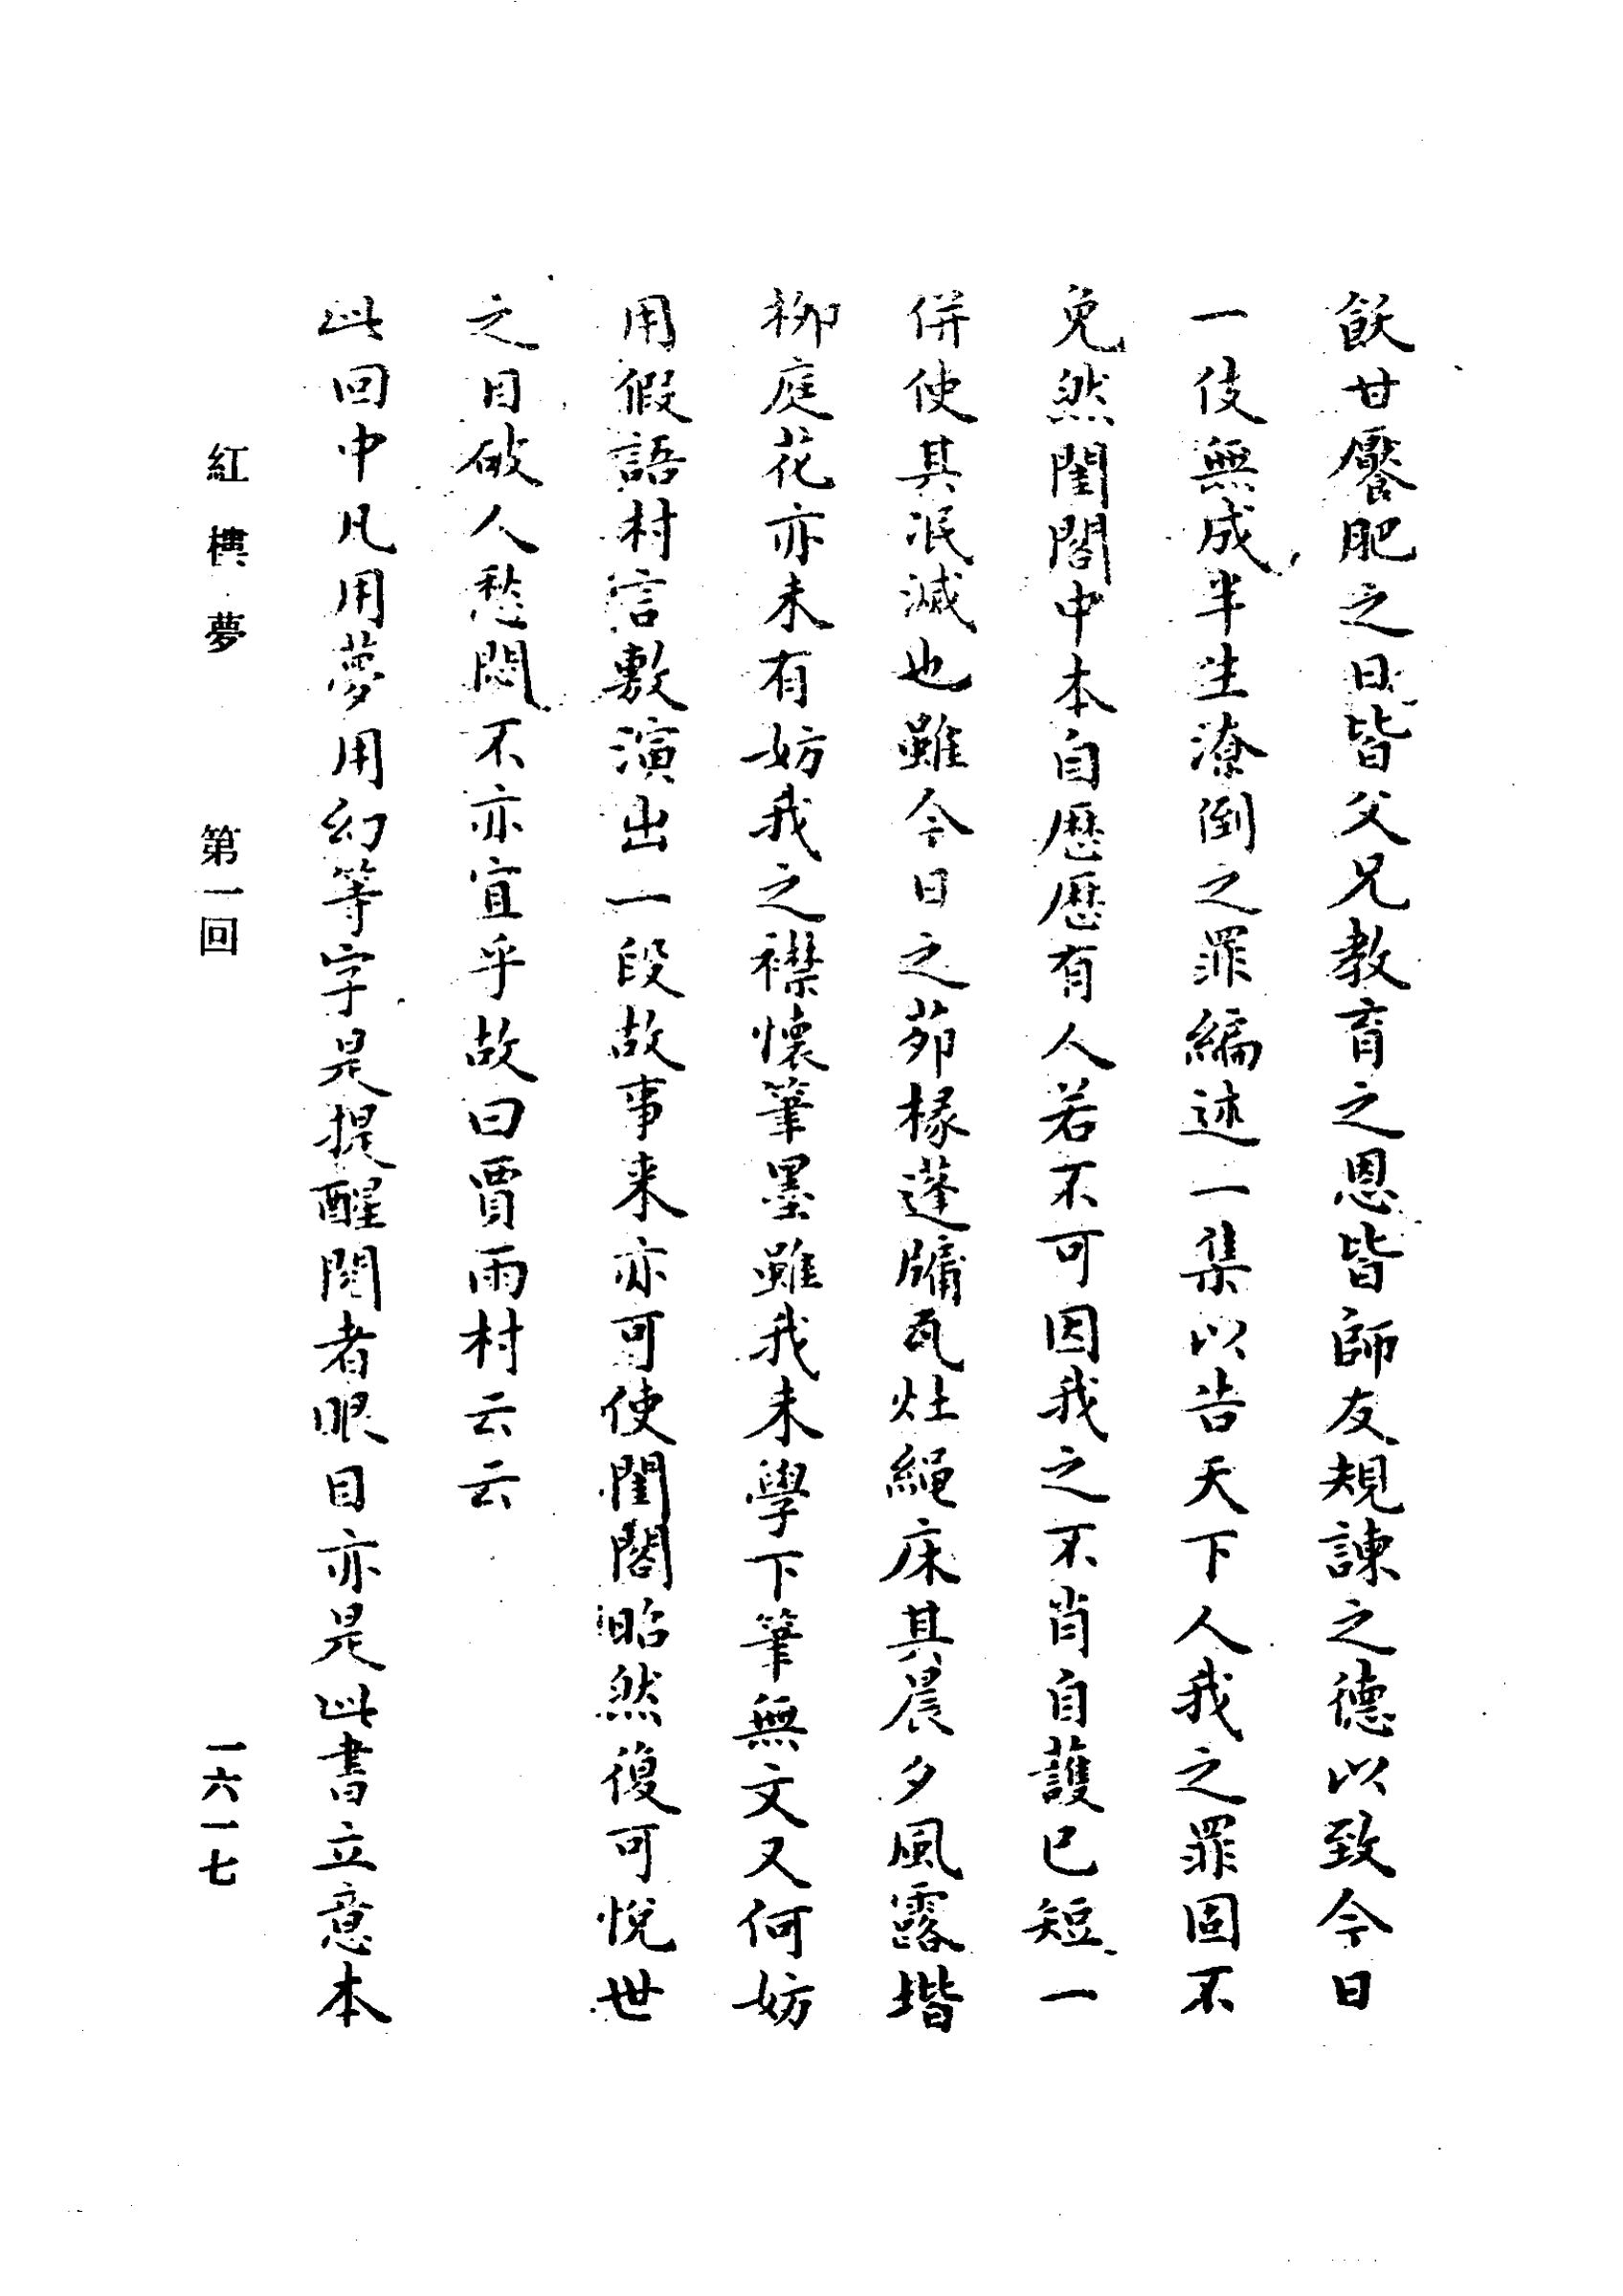 飫甘饜肥之日皆父兄教育之恩皆師友規諫之德以致今日
一伎無成半生潦倒之罪編述一集以告天下人我之罪固不
免然閨閣中本自歷歷有人若不可因我之不肖自護已短一
併使其泯滅也雖今日之茆椽蓬牖瓦灶繩床其晨夕風露堦
柳庭花亦未有妨我之襟懷筆墨雖我未學下筆無文又何妨
用假語村言敷演出一段故事来亦可使閨閣昭然復可悅世
之目破人愁悶不亦宜乎故曰賈雨村云云
此回中凡用夢用幻等字是提醒閱者眼目亦是此書立意本
紅樓夢 第一回 一六一七